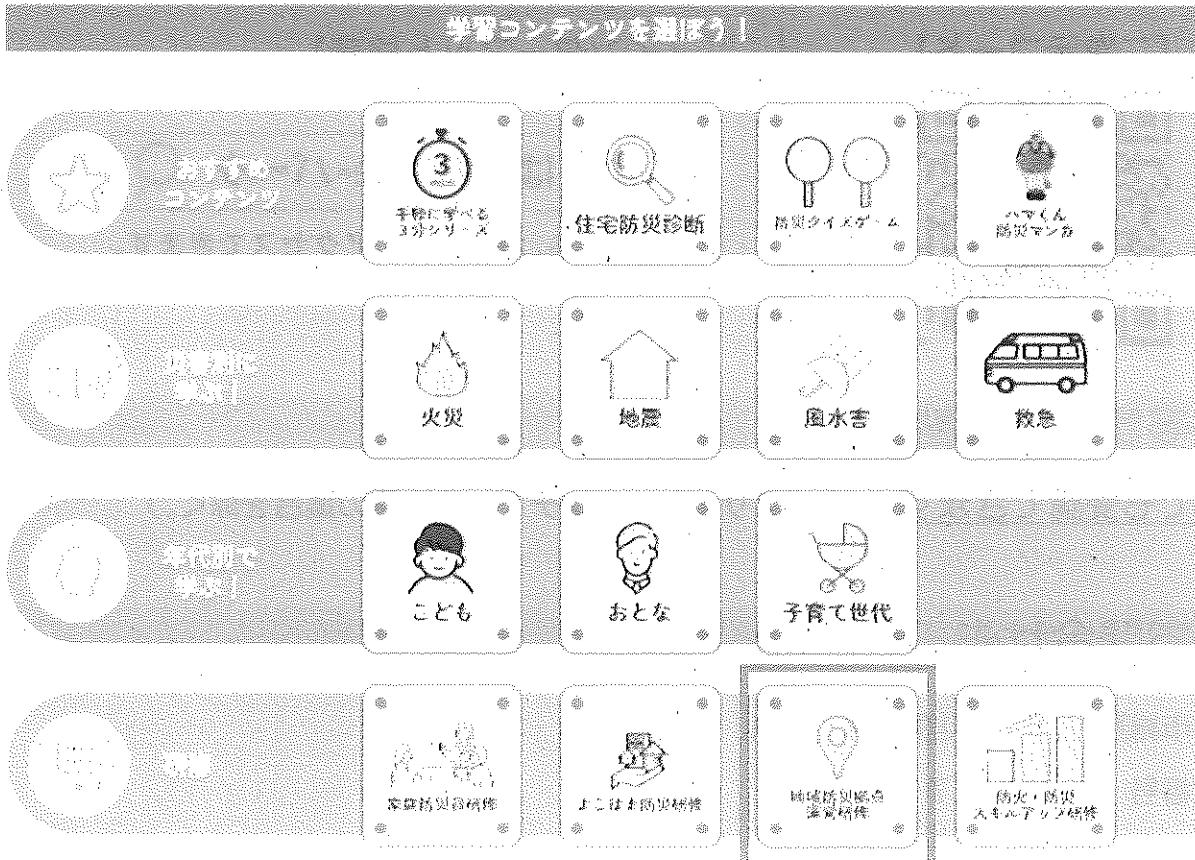 学習コンテンツを選ぼう！
おすすめ
コンテンツ
3
手軽に学べる
3分シリーズ
住宅防災診断
防災クイズゲーム
ハマくん
防災マンガ
学ぶ！
火災
地震
風水害
救急
年代別で
学ぶ！
こども
おとな
子育て世代
家庭防災員研修
よこはま防災研修
地域防災拠点
運営研修
防火・防災
スキルアップ研修